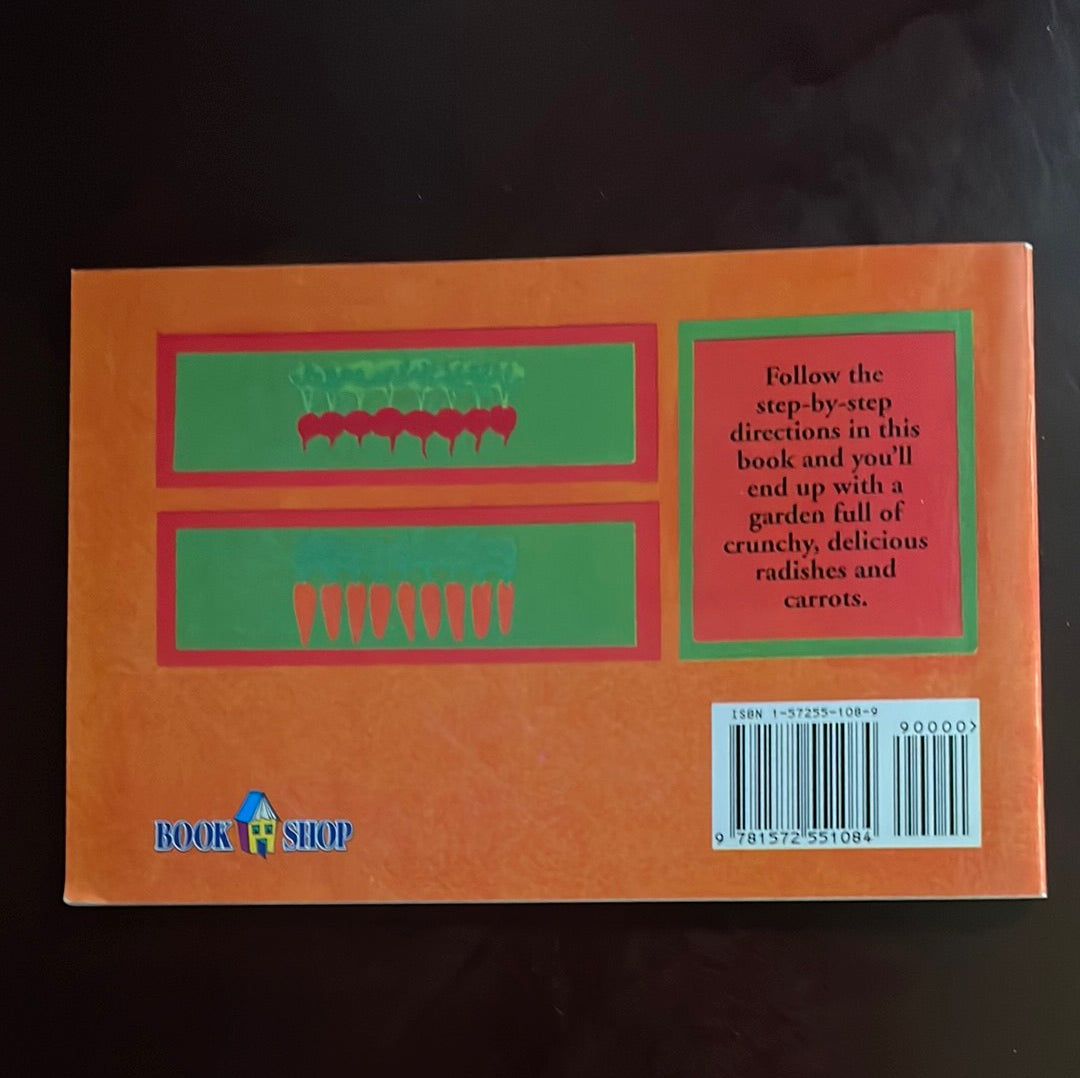 Follow the
step-by-step
directions in this
book and you'll
end up with a
garden full of
crunchy, delicious
radishes and
carrots.
ISBN 1-57255-108-9
90000>
9 781572 551084
BOOK SHOP